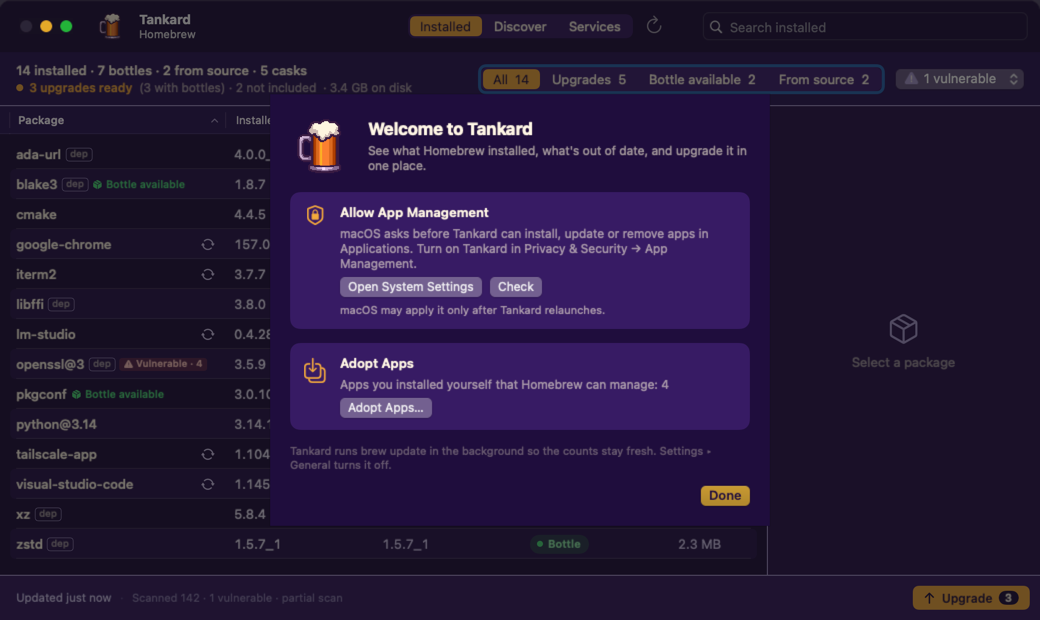 Tankard
Homebrew
Installed
Discover
Services
Search installed
14 installed · 7 bottles · 2 from source · 5 casks
3 upgrades ready (3 with bottles) · 2 not included · 3.4 GB on disk
All 14
Upgrades 5
Bottle available 2
From source 2
1 vulnerable
Package
Installe
ada-url dep 4.0.0_
blake3 dep Bottle available 1.8.7
cmake 4.4.5
google-chrome 157.0
iterm2 3.7.7
libffi dep 3.8.0
lm-studio 0.4.28
openssl@3 dep Vulnerable · 4 3.5.9
pkgconf Bottle available 3.0.10
python@3.14 3.14.
tailscale-app 1.104
visual-studio-code 1.145
xz dep 5.8.4
zstd dep 1.5.7_1 1.5.7_1 Bottle 2.3 MB
Welcome to Tankard
See what Homebrew installed, what's out of date, and upgrade it in
one place.
Allow App Management
macOS asks before Tankard can install, update or remove apps in
Applications. Turn on Tankard in Privacy & Security → App
Management.
Open System Settings
Check
macOS may apply it only after Tankard relaunches.
Adopt Apps
Apps you installed yourself that Homebrew can manage: 4
Adopt Apps...
Tankard runs brew update in the background so the counts stay fresh. Settings ▸
General turns it off.
Done
Select a package
Updated just now · Scanned 142 · 1 vulnerable · partial scan
Upgrade 3